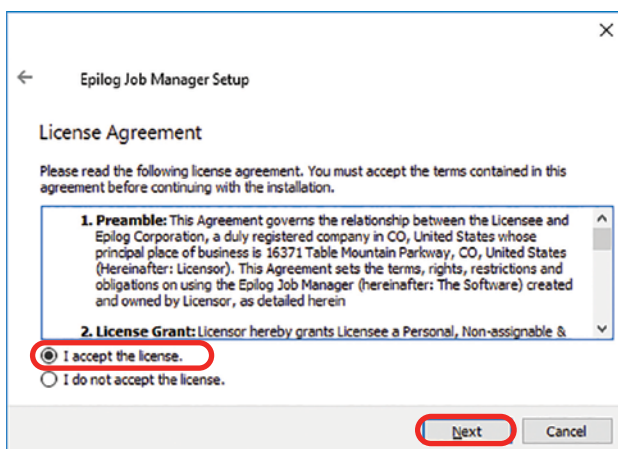 Epilog Job Manager Setup
License Agreement
Please read the following license agreement. You must accept the terms contained in this
agreement before continuing with the installation.
1. Preamble: This Agreement governs the relationship between the Licensee and
Epilog Corporation, a duly registered company in CO, United States whose
principal place of business is 16371 Table Mountain Parkway, CO, United States
(Hereinafter: Licensor). This Agreement sets the terms, rights, restrictions and
obligations on using the Epilog Job Manager (hereinafter: The Software) created
and owned by Licensor, as detailed herein
2. License Grant: Licensor hereby grants Licensee a Personal, Non-assignable &
I accept the license.
I do not accept the license.
Next Cancel